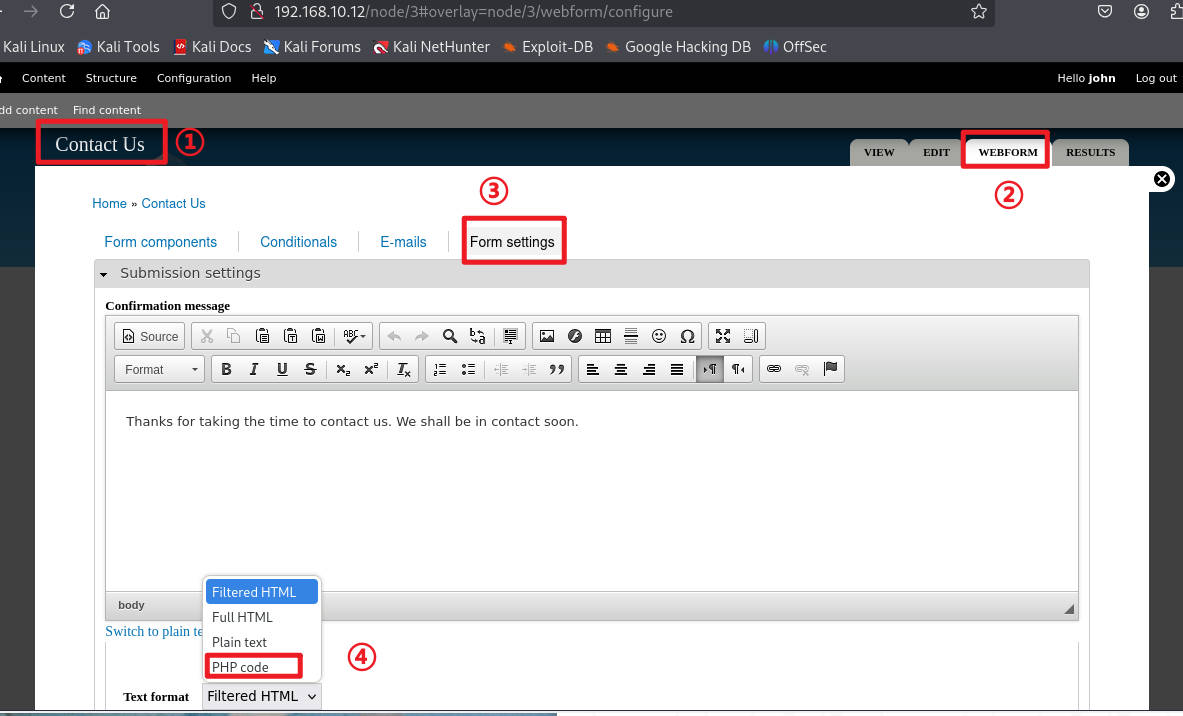 192.168.10.12/node/3#overlay=node/3/webform/configure
Kali Linux Kali Tools Kali Docs Kali Forums Kali NetHunter Exploit-DB Google Hacking DB OffSec
Content Structure Configuration Help Hello john Log out
dd content Find content
Contact Us ① VIEW EDIT WEBFORM RESULTS
②
③
Home » Contact Us
Form components Conditionals E-mails Form settings
Submission settings
Confirmation message
Source ABC
Format B I U S x₂ x² Tx
Thanks for taking the time to contact us. We shall be in contact soon.
body
Switch to plain te
Filtered HTML
Full HTML
Plain text
PHP code
④
Text format Filtered HTML